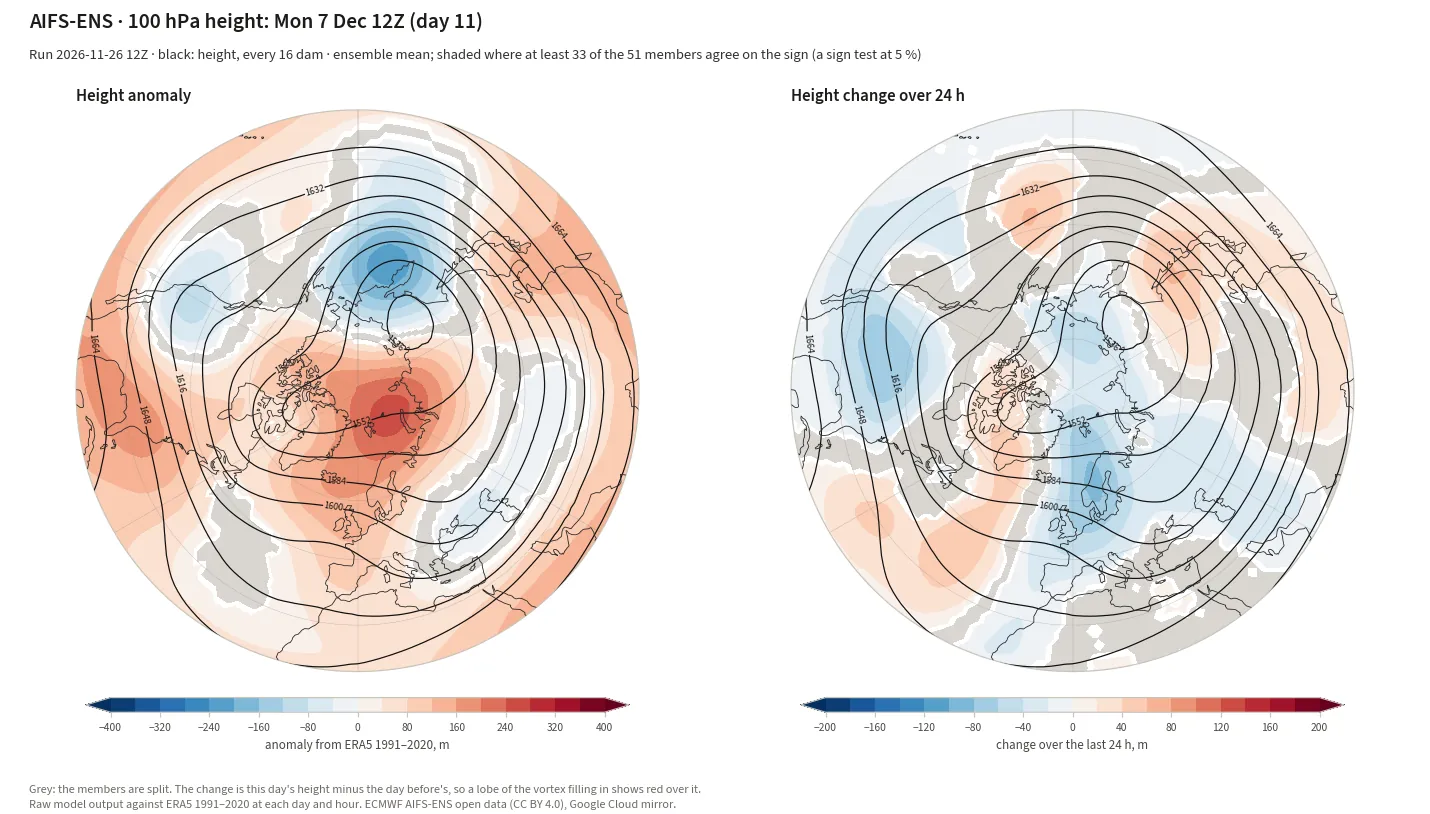 AIFS-ENS · 100 hPa height: Mon 7 Dec 12Z (day 11)
Run 2026-11-26 12Z · black: height, every 16 dam · ensemble mean; shaded where at least 33 of the 51 members agree on the sign (a sign test at 5 %)
Height anomaly
Height change over 24 h
1632
1664
1664
1616
1648
1584
1600
1632
1664
1664
1616
1648
1584
1600
−400 −320 −240 −160 −80 0 80 160 240 320 400
anomaly from ERA5 1991–2020, m
−200 −160 −120 −80 −40 0 40 80 120 160 200
change over the last 24 h, m
Grey: the members are split. The change is this day's height minus the day before's, so a lobe of the vortex filling in shows red over it.
Raw model output against ERA5 1991–2020 at each day and hour. ECMWF AIFS-ENS open data (CC BY 4.0), Google Cloud mirror.